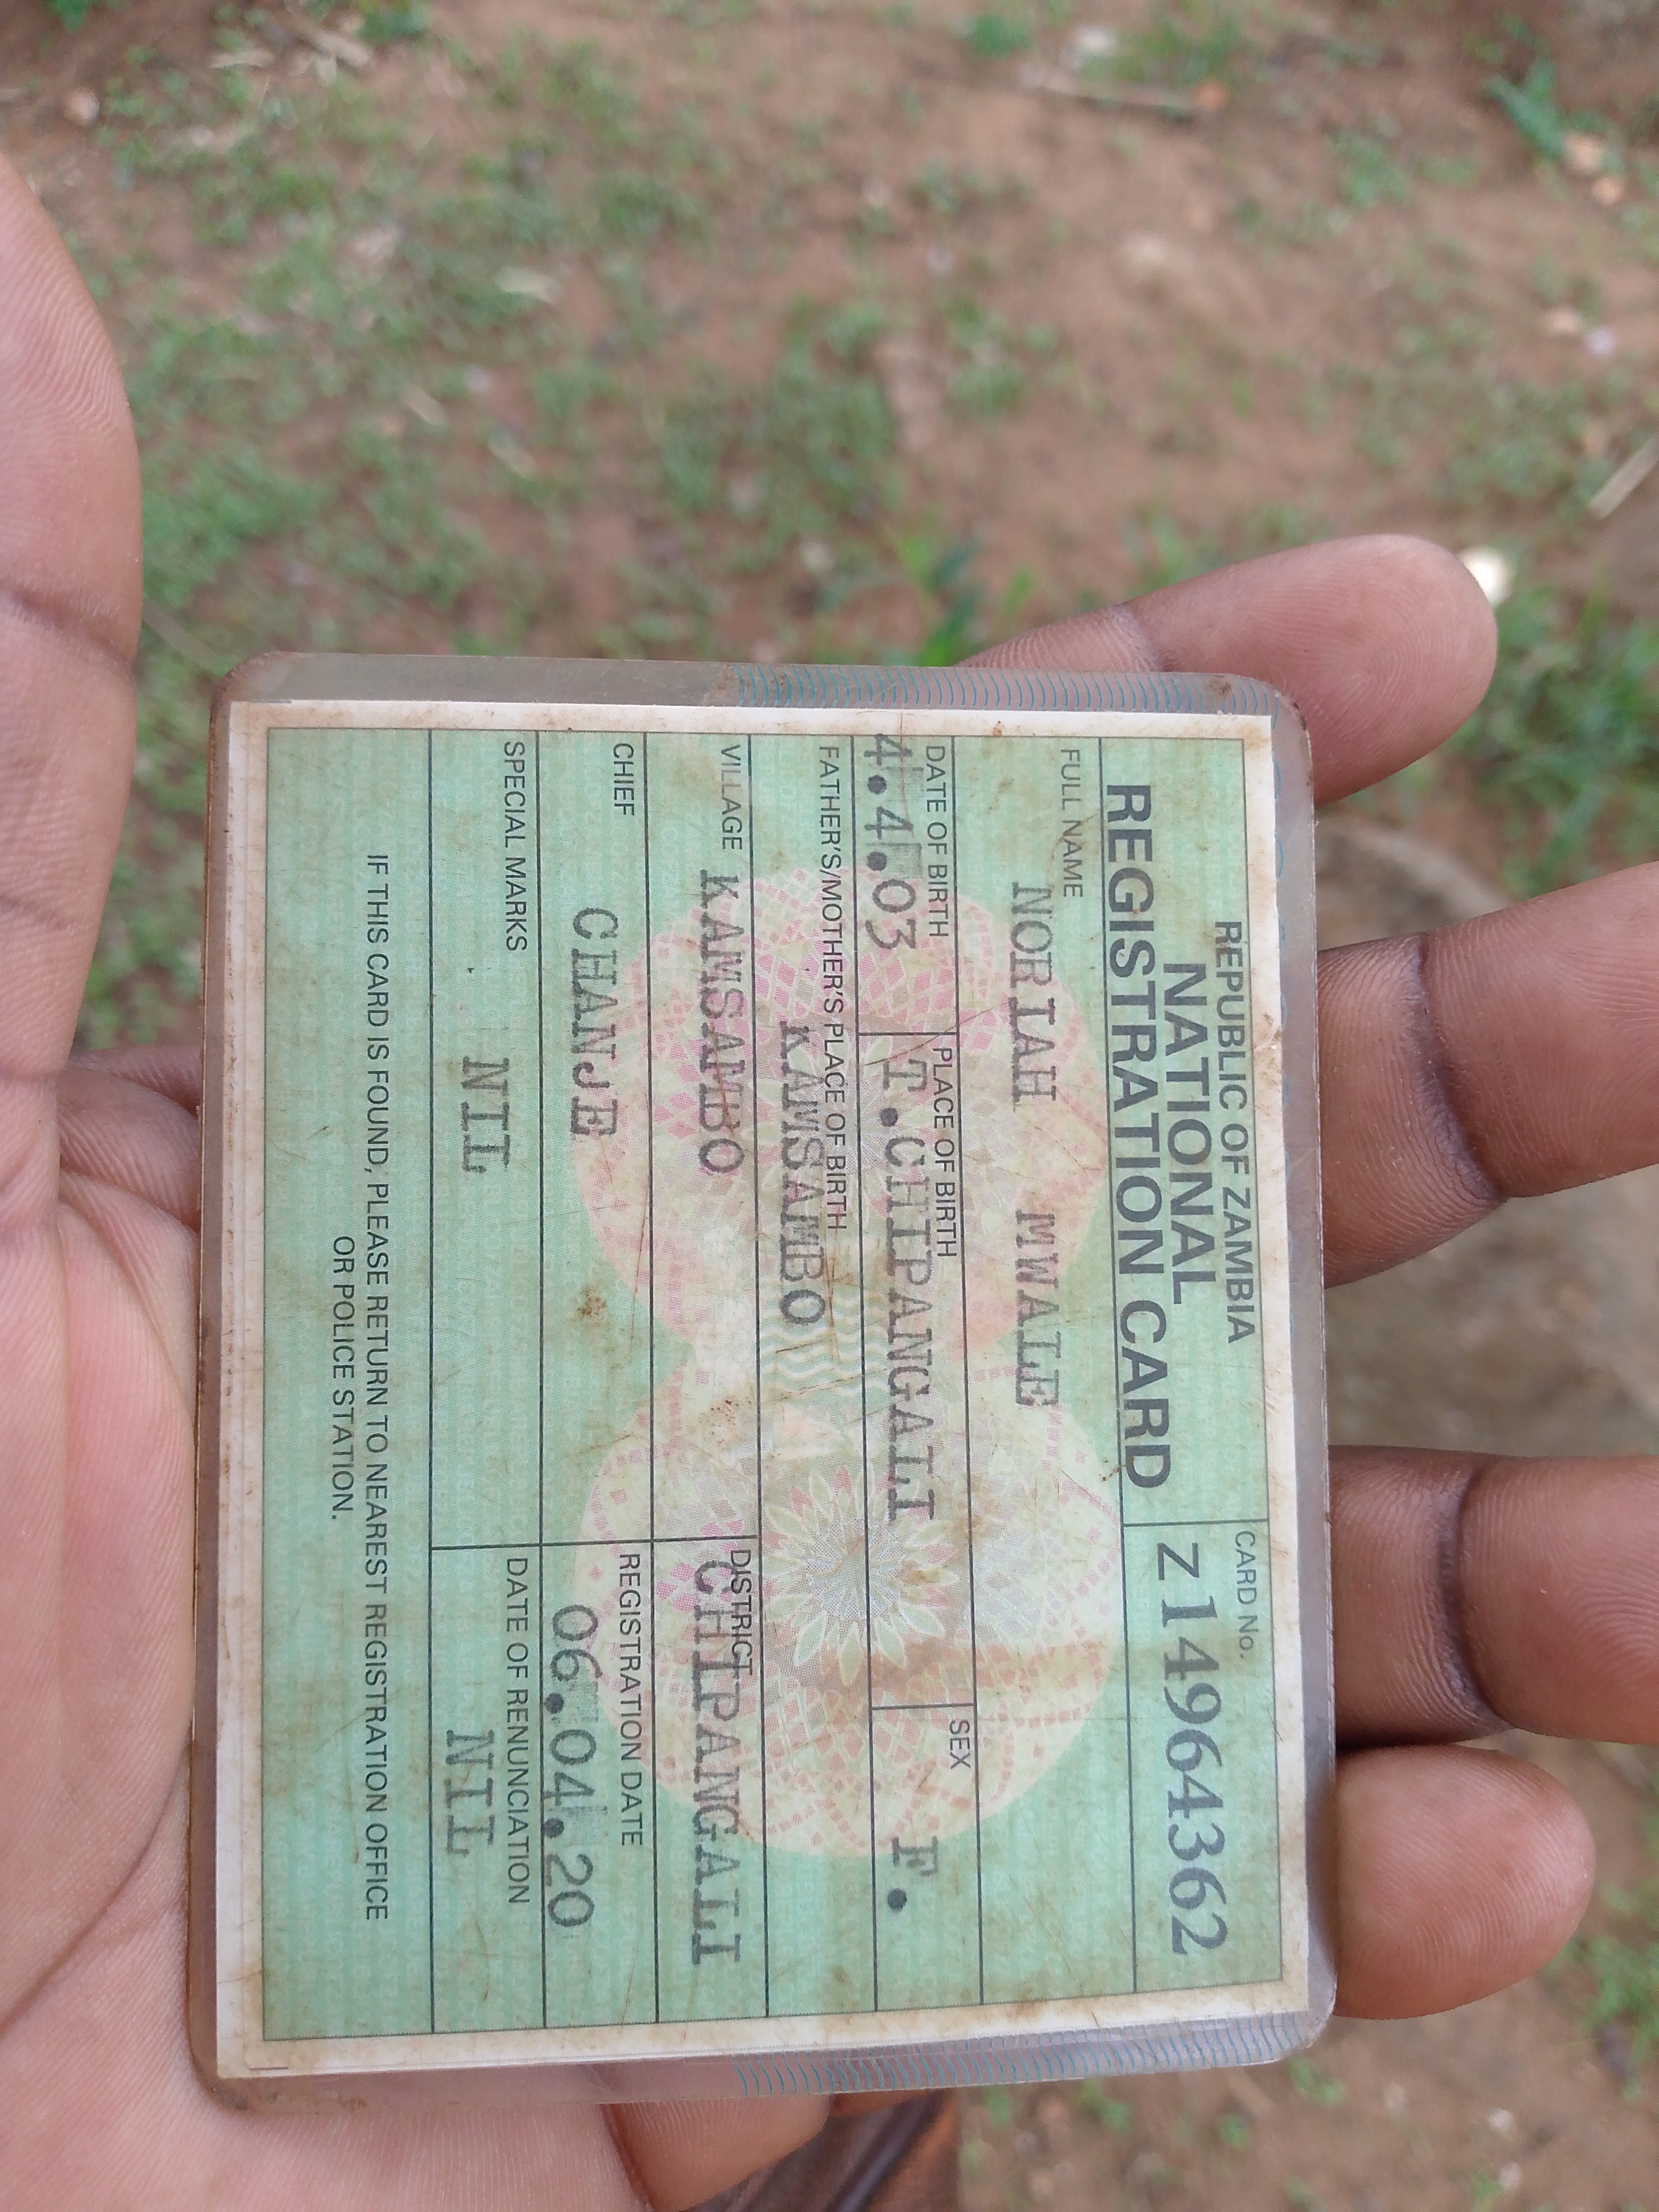 REPUBLIC OF ZAMBIA
NATIONAL
REGISTRATION CARD
CARD No.
Z 14964362
FULL NAME
NORIAH MWALE
DATE OF BIRTH
4.4.03
PLACE OF BIRTH
T.CHIPANGALI
SEX
F.
FATHER'S/MOTHER'S PLACE OF BIRTH
KAMSAMBO
VILLAGE KAMSAMBO
DISTRICT
CHIPANGALI
CHIEF
CHANJE
REGISTRATION DATE
06.04.20
SPECIAL MARKS
NIL
DATE OF RENUNCIATION
NIL
IF THIS CARD IS FOUND, PLEASE RETURN TO NEAREST REGISTRATION OFFICE
OR POLICE STATION.